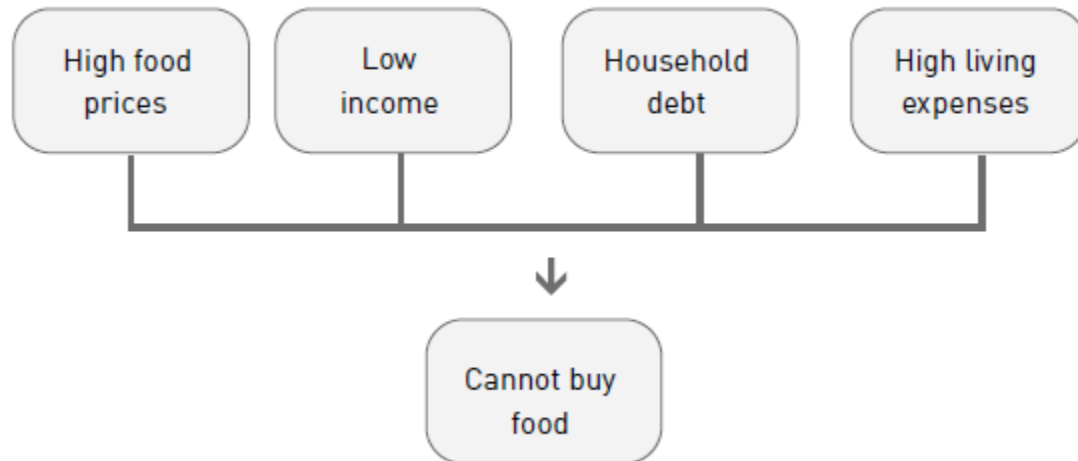 High food
prices
Low
income
Household
debt
High living
expenses
Cannot buy
food